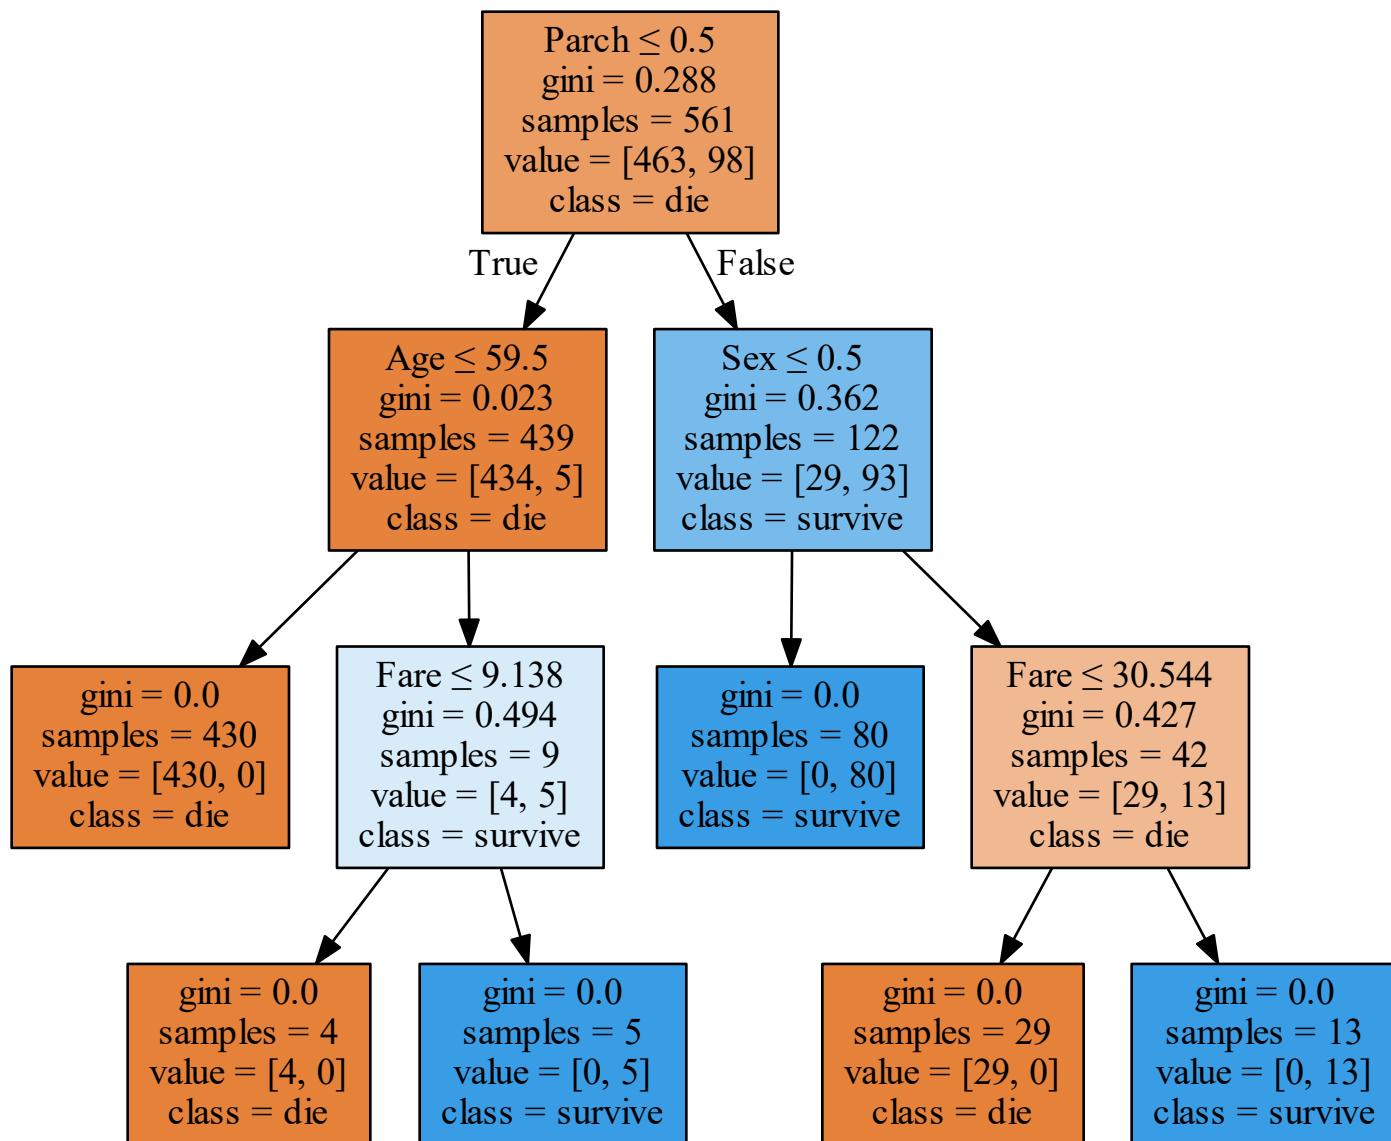 Parch ≤ 0.5
gini = 0.288
samples = 561
value = [463, 98]
class = die
True
False
Age ≤ 59.5
gini = 0.023
samples = 439
value = [434, 5]
class = die
Sex ≤ 0.5
gini = 0.362
samples = 122
value = [29, 93]
class = survive
gini = 0.0
samples = 430
value = [430, 0]
class = die
Fare ≤ 9.138
gini = 0.494
samples = 9
value = [4, 5]
class = survive
gini = 0.0
samples = 80
value = [0, 80]
class = survive
Fare ≤ 30.544
gini = 0.427
samples = 42
value = [29, 13]
class = die
gini = 0.0
samples = 4
value = [4, 0]
class = die
gini = 0.0
samples = 5
value = [0, 5]
class = survive
gini = 0.0
samples = 29
value = [29, 0]
class = die
gini = 0.0
samples = 13
value = [0, 13]
class = survive